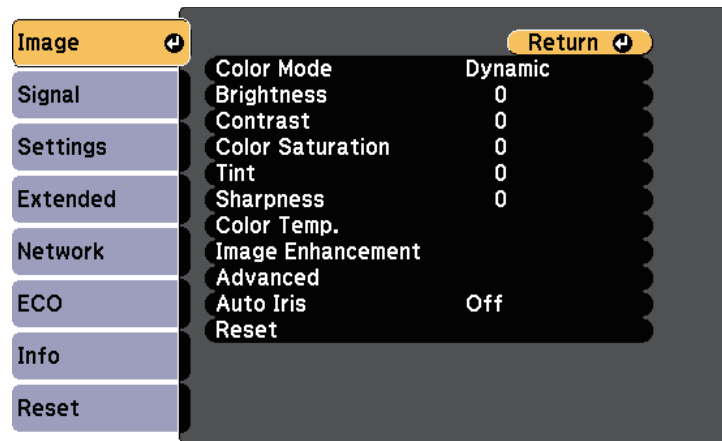 Image
Signal
Settings
Extended
Network
ECO
Info
Reset
Return
Color Mode Dynamic
Brightness 0
Contrast 0
Color Saturation 0
Tint 0
Sharpness 0
Color Temp.
Image Enhancement
Advanced
Auto Iris Off
Reset